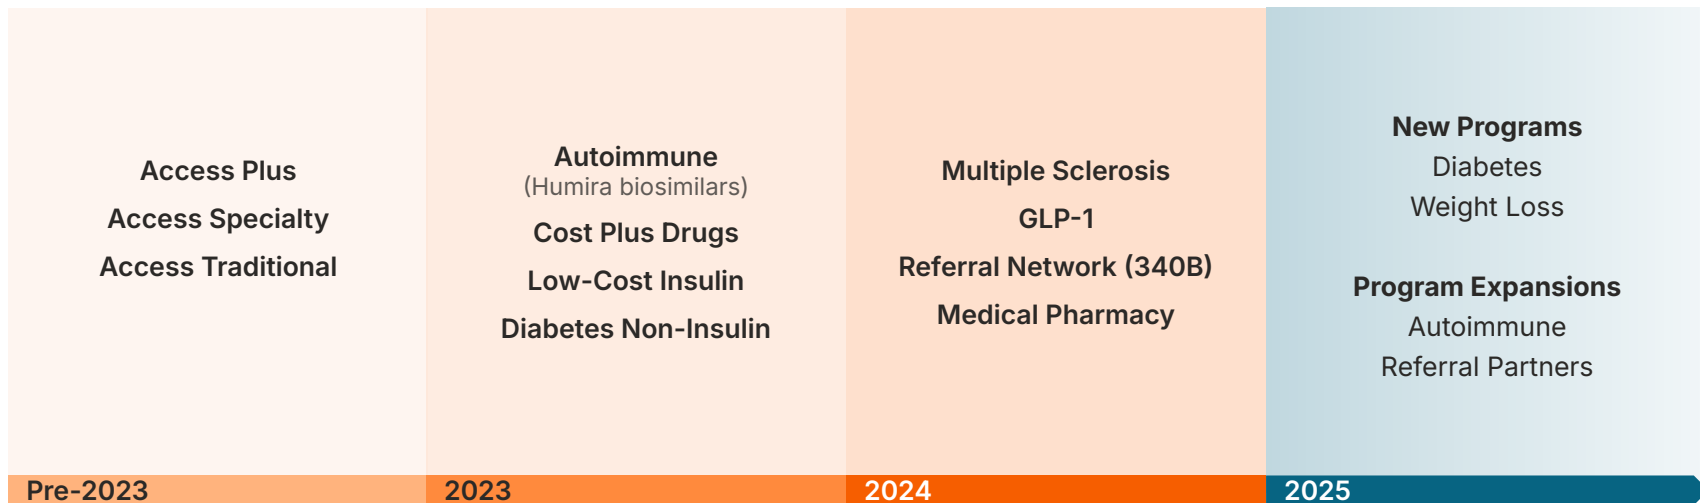 Access Plus
Access Specialty
Access Traditional
Pre-2023
Autoimmune
(Humira biosimilars)
Cost Plus Drugs
Low-Cost Insulin
Diabetes Non-Insulin
2023
Multiple Sclerosis
GLP-1
Referral Network (340B)
Medical Pharmacy
2024
New Programs
Diabetes
Weight Loss
Program Expansions
Autoimmune
Referral Partners
2025